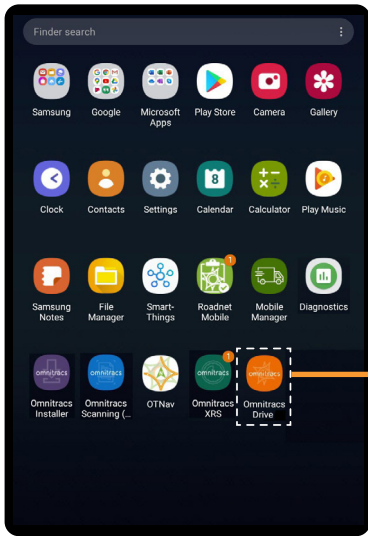 Finder search
Samsung
Google
Microsoft
Apps
Play Store
Camera
Gallery
8
Clock
Contacts
Settings
Calendar
Calculator
Play Music
1
Samsung
Notes
File
Manager
Smart-
Things
Roadnet
Mobile
Mobile
Manager
Diagnostics
omnitracs
omnitracs
omnitracs
1
omnitracs
Omnitracs
Installer
Omnitracs
Scanning (...
OTNav
Omnitracs
XRS
Omnitracs
Drive